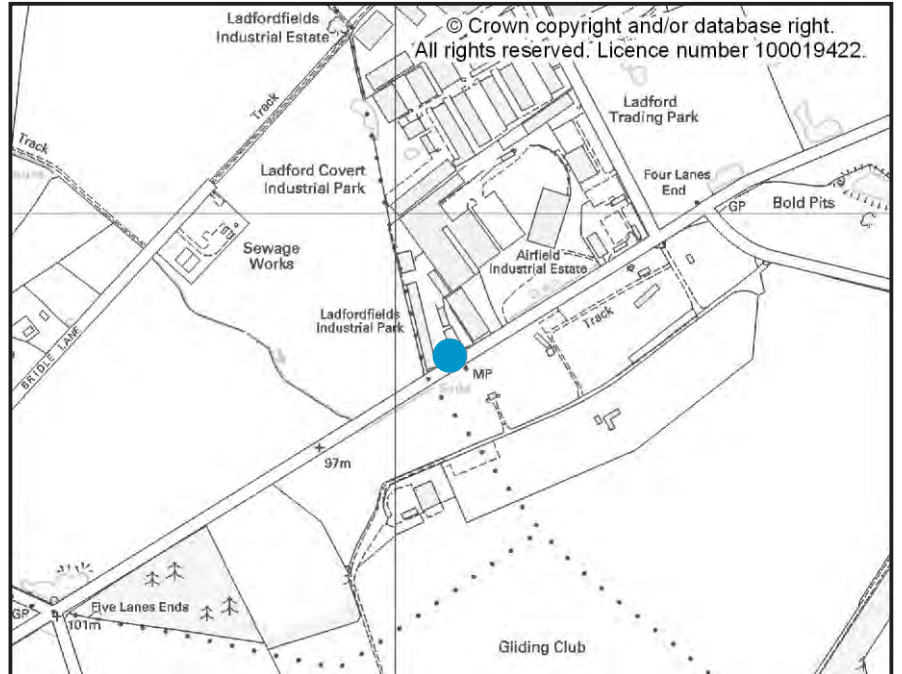 Ladfordfields
Industrial Estate
© Crown copyright and/or database right.
All rights reserved. Licence number 100019422.
Track
Ladford
Trading Park
Track
Ladford Covert
Industrial Park
Four Lanes
End
GP
Bold Pits
Sewage
Works
Airfield
Industrial Estate
Ladfordfields
Industrial Park
Track
BRIDLE LANE
MP
97m
Five Lanes Ends
GP
101m
Gliding Club